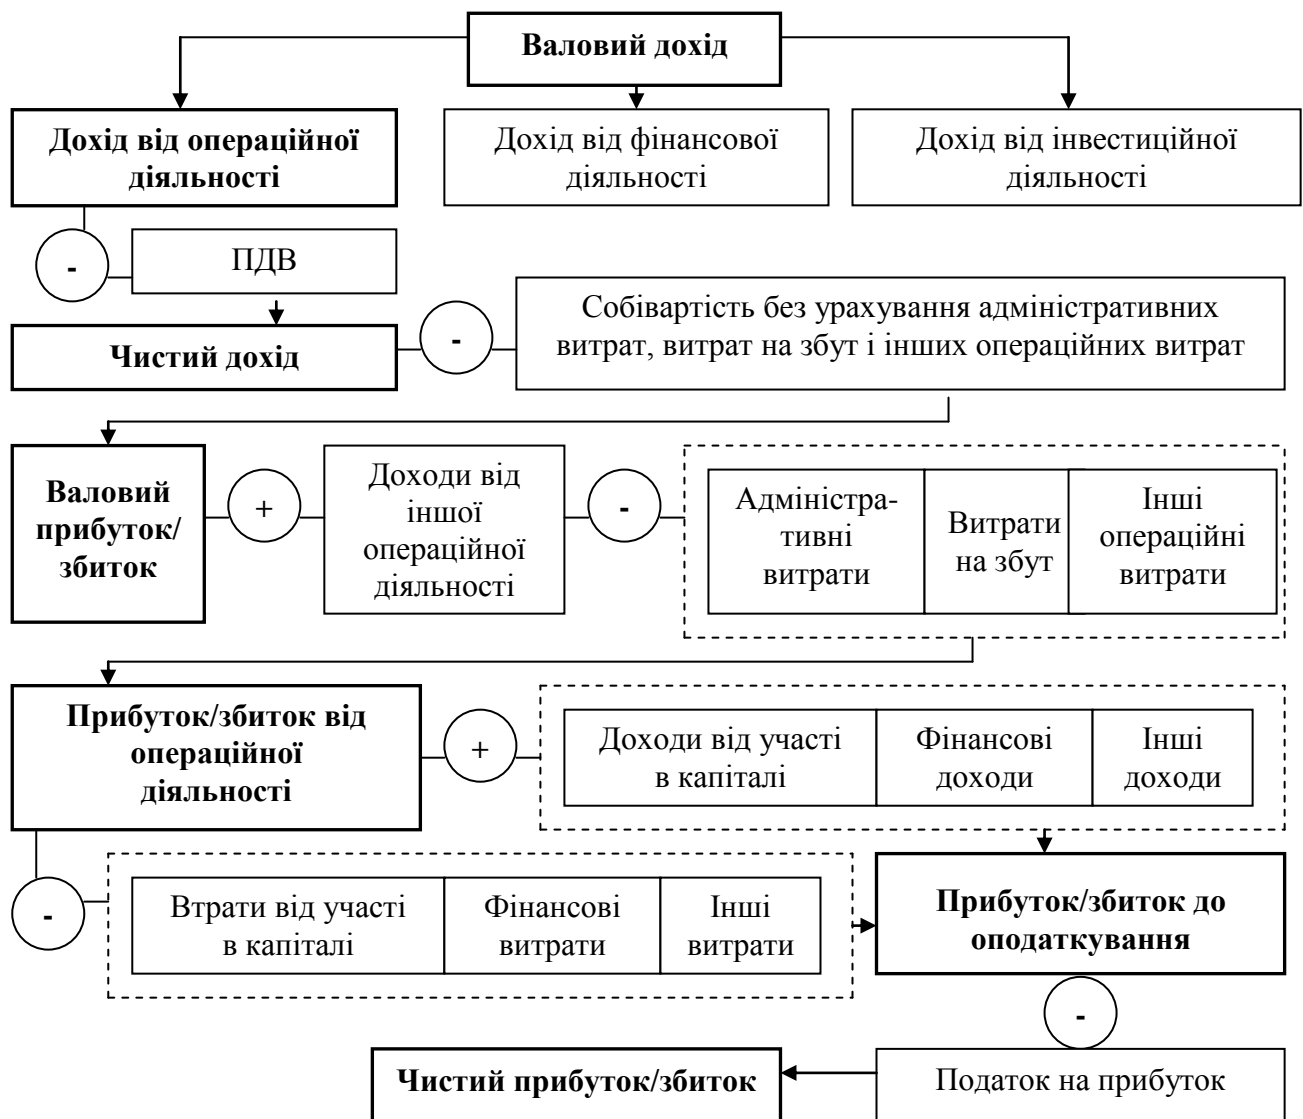 Валовий дохід
Дохід від операційної
діяльності
Дохід від фінансової
діяльності
Дохід від інвестиційної
діяльності
-
ПДВ
Чистий дохід
-
Собівартість без урахування адміністративних
витрат, витрат на збут і інших операційних витрат
Валовий
прибуток/
збиток
+
Доходи від
іншої
операційної
діяльності
-
Адміністра-
тивні
витрати
Витрати
на збут
Інші
операційні
витрати
Прибуток/збиток від
операційної
діяльності
+
Доходи від участі
в капіталі
Фінансові
доходи
Інші
доходи
-
Втрати від участі
в капіталі
Фінансові
витрати
Інші
витрати
Прибуток/збиток до
оподаткування
-
Чистий прибуток/збиток
Податок на прибуток